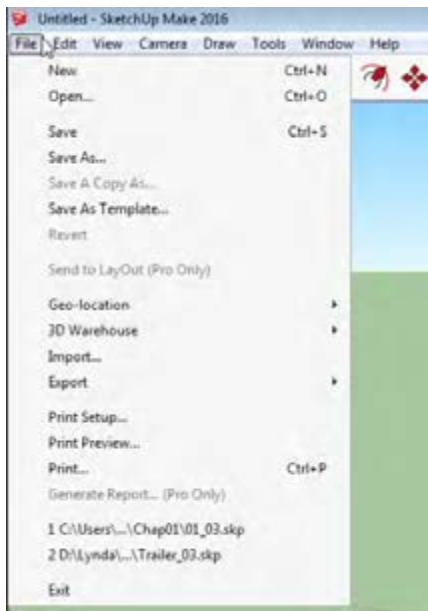 Untitled - SketchUp Make 2016
File Edit View Camera Draw Tools Window Help
New Ctrl+N
Open... Ctrl+O
Save Ctrl+S
Save As...
Save A Copy As...
Save As Template...
Revert
Send to LayOut (Pro Only)
Geo-location
3D Warehouse
Import...
Export
Print Setup...
Print Preview...
Print... Ctrl+P
Generate Report... (Pro Only)
1 C:\Users\...\Chap01\01_03.skp
2 D:\Lynda\...\Trailer_03.skp
Exit